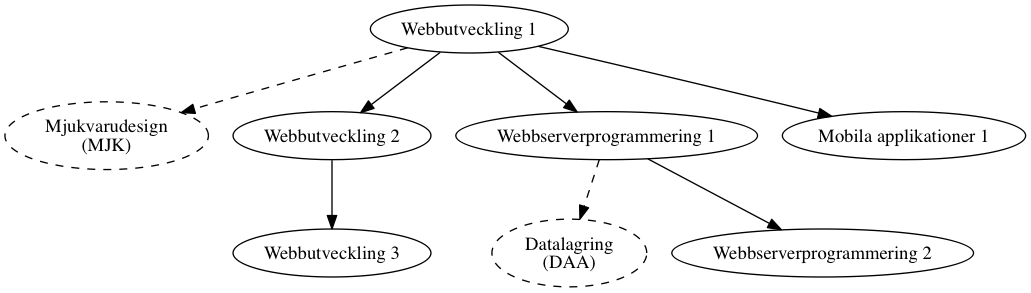 Webbutveckling 1
Mjukvarudesign
(MJK)
Webbutveckling 2
Webbserverprogrammering 1
Mobila applikationer 1
Webbutveckling 3
Datalagring
(DAA)
Webbserverprogrammering 2